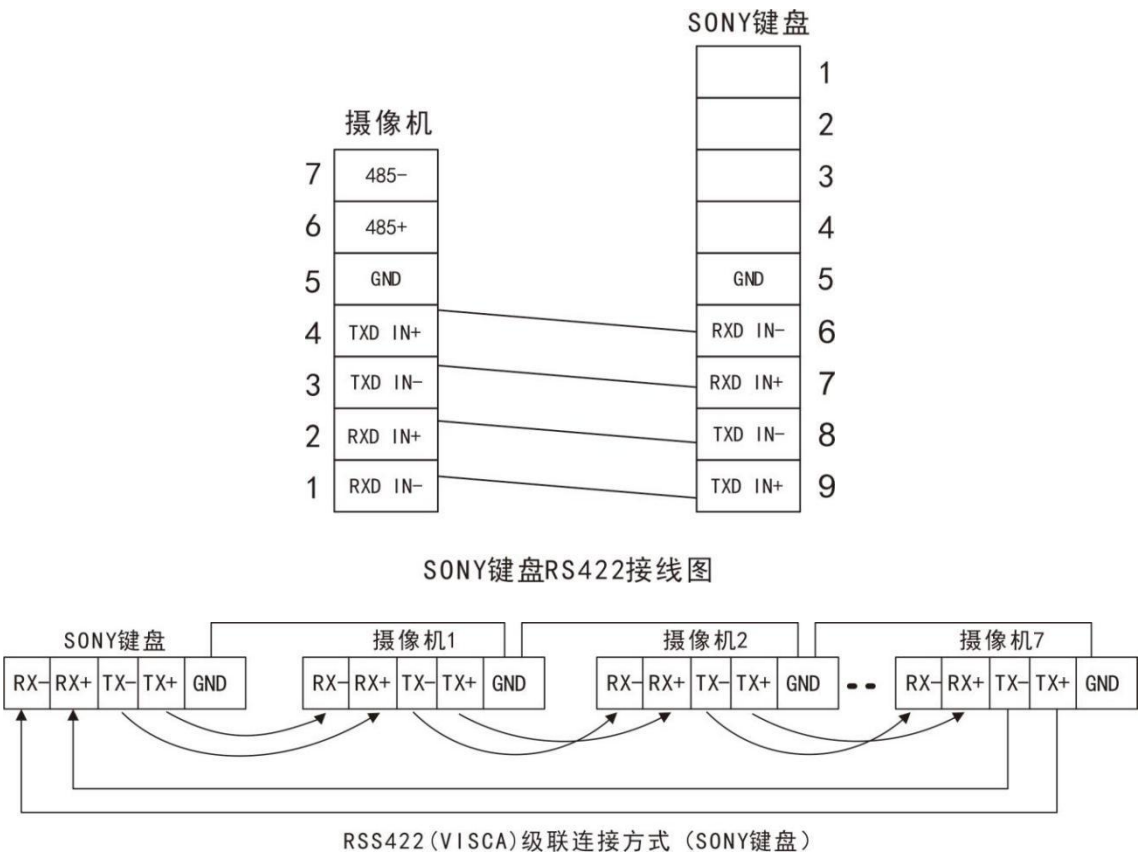 SONY键盘
1
2
摄像机
7 485- 3
6 485+ 4
5 GND GND 5
4 TXD IN+ RXD IN- 6
3 TXD IN- RXD IN+ 7
2 RXD IN+ TXD IN- 8
1 RXD IN- TXD IN+ 9
SONY键盘RS422接线图
SONY键盘 摄像机1 摄像机2 摄像机7
RX- RX+ TX- TX+ GND RX- RX+ TX- TX+ GND RX- RX+ TX- TX+ GND -- RX- RX+ TX- TX+ GND
RSS422(VISCA)级联连接方式 (SONY键盘)